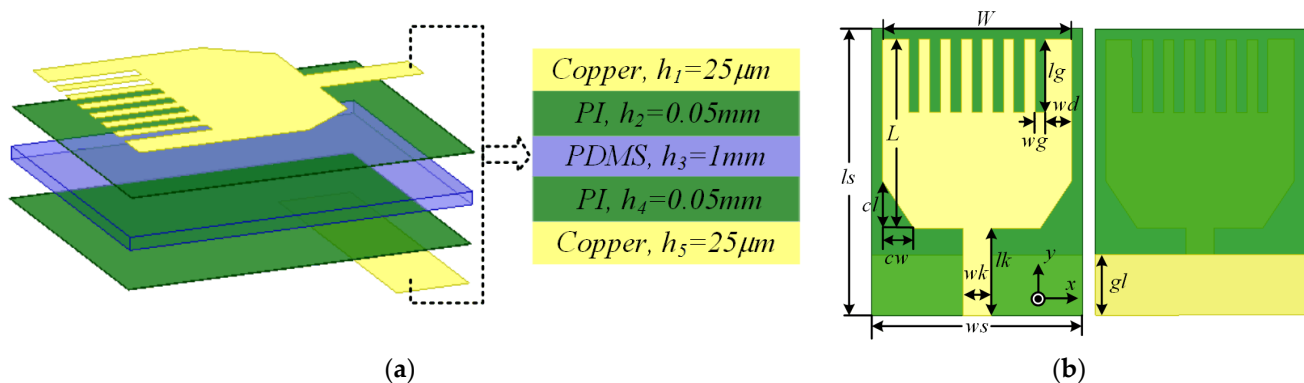 Copper, h1=25μm
PI, h2=0.05mm
PDMS, h3=1mm
PI, h4=0.05mm
Copper, h5=25μm
(a)
W
lg
wd
wg
L
ls
cl
cw
wk
lk
y
x
ws
gl
(b)